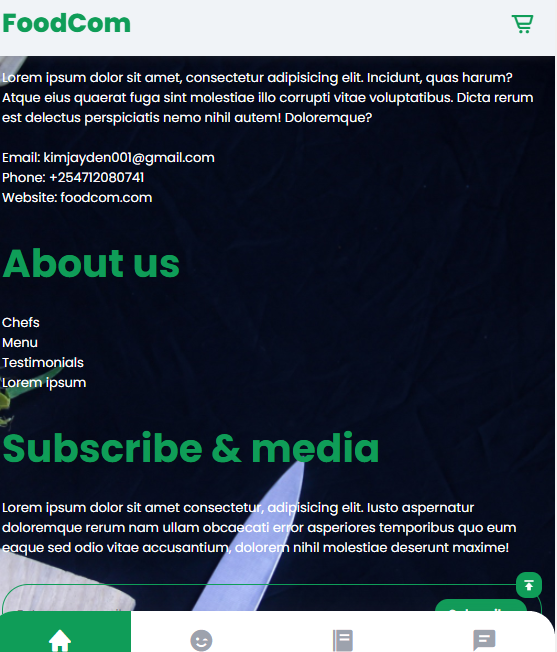 FoodCom
Lorem ipsum dolor sit amet, consectetur adipisicing elit. Incidunt, quas harum?
Atque eius quaerat fuga sint molestiae illo corrupti vitae voluptatibus. Dicta rerum
est delectus perspiciatis nemo nihil autem! Doloremque?
Email: kimjayden001@gmail.com
Phone: +254712080741
Website: foodcom.com
About us
Chefs
Menu
Testimonials
Lorem ipsum
Subscribe & media
Lorem ipsum dolor sit amet consectetur, adipisicing elit. Iusto aspernatur
doloremque rerum nam ullam obcaecati error asperiores temporibus quo eum
eaque sed odio vitae accusantium, dolorem nihil molestiae deserunt maxime!